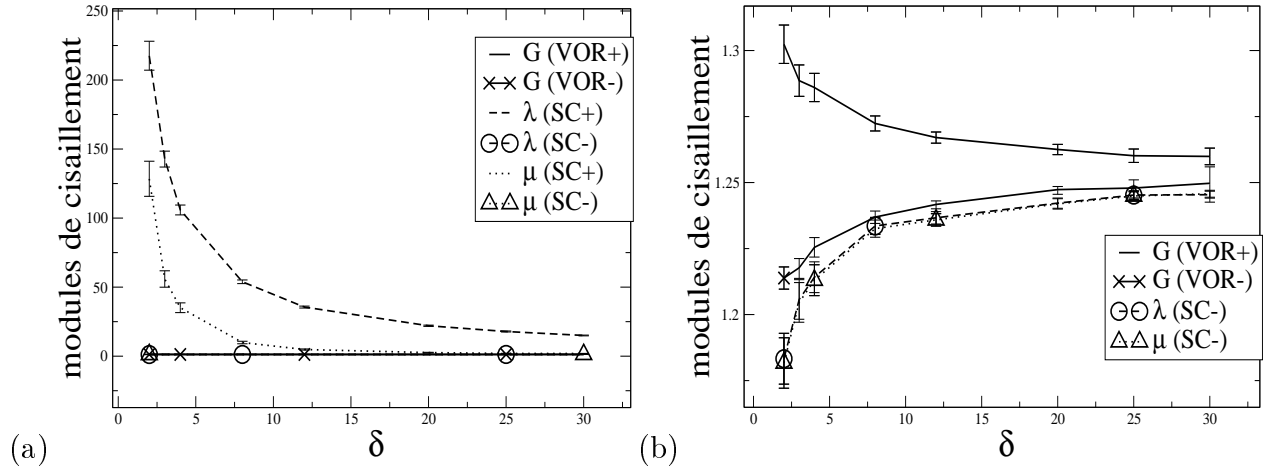 250
200
150
100
50
0
modules de cisaillement
0 5 10 15 20 25 30
δ
(a)
G (VOR+)
G (VOR-)
λ (SC+)
λ (SC-)
μ (SC+)
μ (SC-)
1.3
1.25
1.2
modules de cisaillement
0 5 10 15 20 25 30
δ
(b)
G (VOR+)
G (VOR-)
λ (SC-)
μ (SC-)